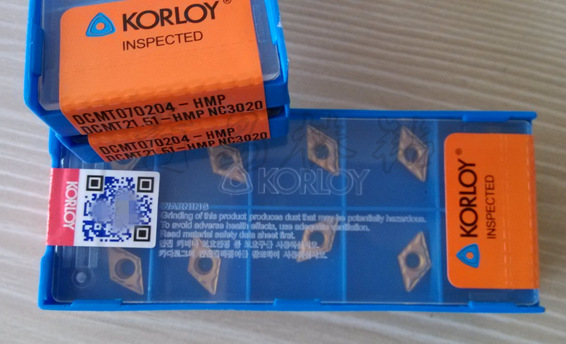 KORLOY
INSPECTED
DCMT070204-HMP
DCMT21.51-HMP NC3020
DCMT070204-HMP
DCMT21.51-HMP NC3020
KORLOY
KORLOY
WARNING
Grinding of this product produces dust that may be potentially hazardous.
To avoid adverse health effects, use adequate ventilation.
Read material safety data sheet first.
KORLOY
INSPECTED